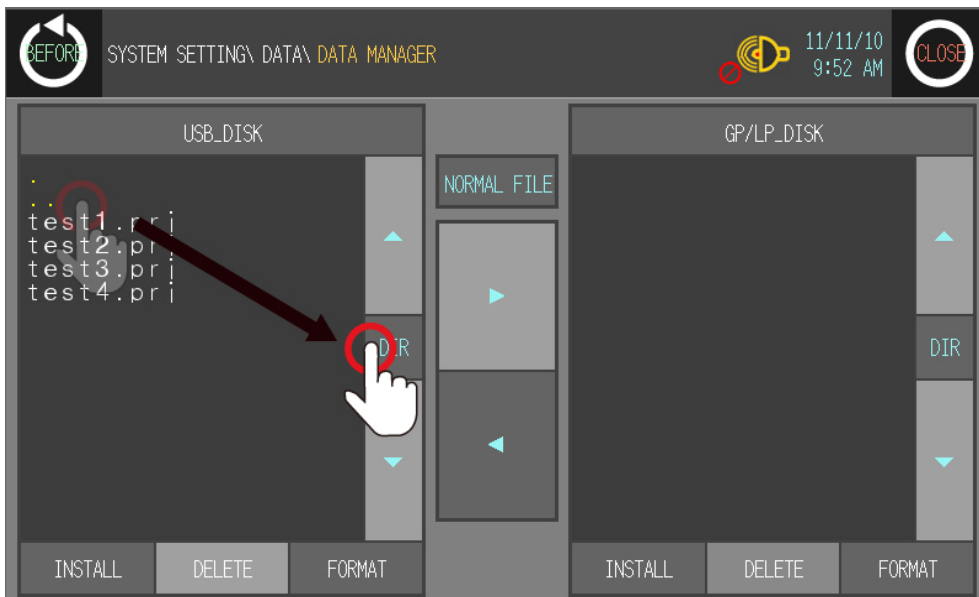 BEFORE
SYSTEM SETTING\ DATA\ DATA MANAGER
11/11/10
9:52 AM
CLOSE
USB_DISK
.
..
test1.prj
test2.prj
test3.prj
test4.prj
DIR
INSTALL
DELETE
FORMAT
NORMAL FILE
GP/LP_DISK
DIR
INSTALL
DELETE
FORMAT